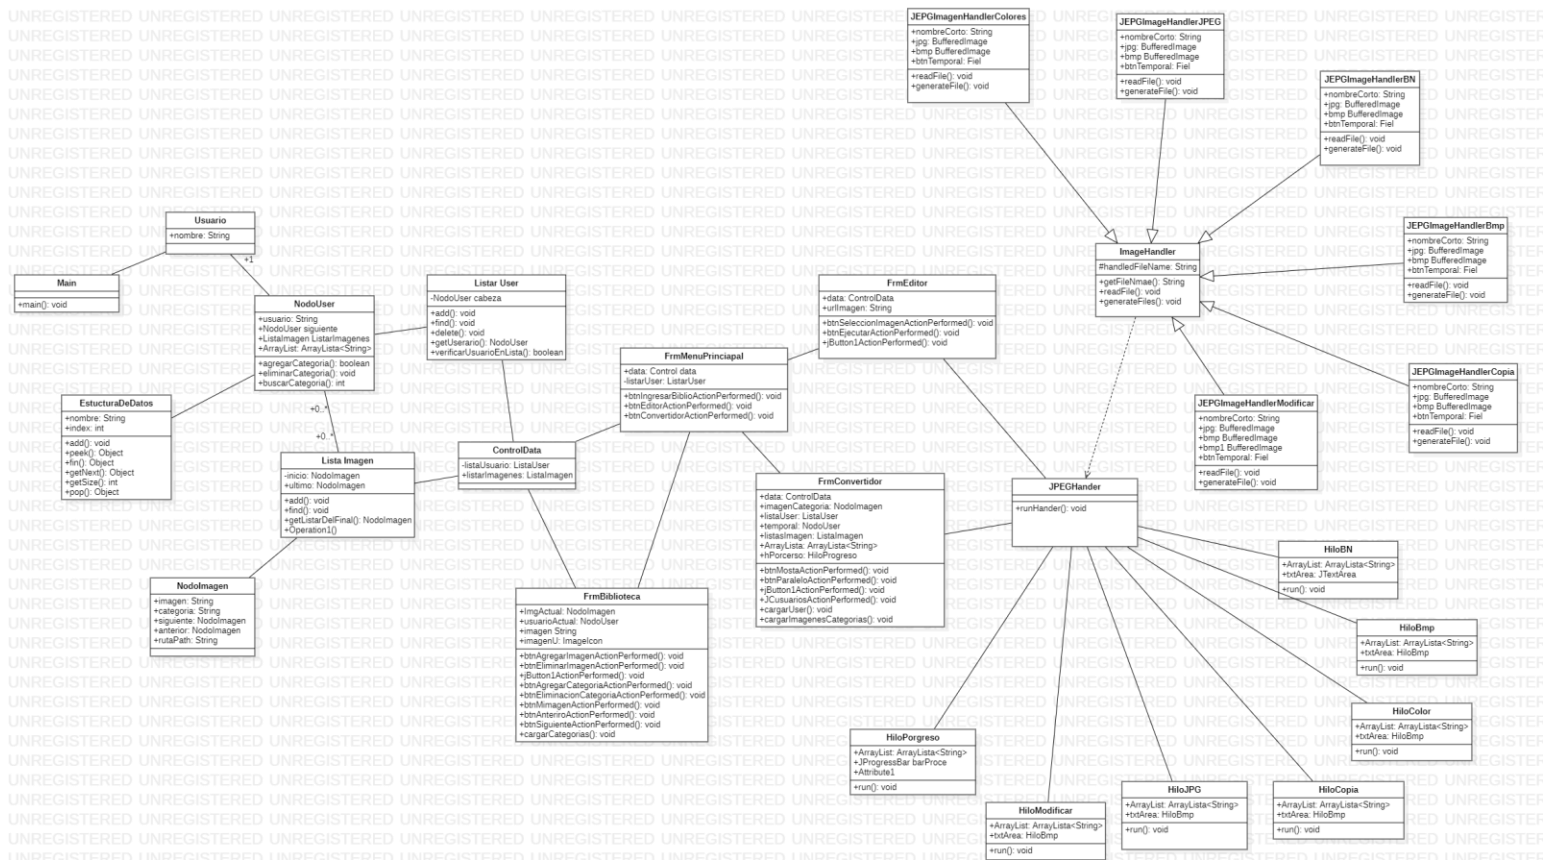 UNREGISTERED
JEPGImagenHandlerColores
+nombreCorto: String
+jpg: BufferedImage
+bmp BufferedImage
+btnTemporal: Fiel
+readFile(): void
+generateFile(): void
JEPGImageHandlerJPEG
+nombreCorto: String
+jpg: BufferedImage
+bmp BufferedImage
+btnTemporal: Fiel
+readFile(): void
+generateFile(): void
JEPGImageHandlerBN
+nombreCorto: String
+jpg: BufferedImage
+bmp BufferedImage
+btnTemporal: Fiel
+readFile(): void
+generateFile(): void
Usuario
+nombre: String
+1
Main
+main(): void
NodoUser
+usuario: String
+NodoUser siguiente
+ListaImagen ListarImagenes
+ArrayList: ArrayLista<String>
+agregarCategoria(): boolean
+eliminarCategoria(): void
+buscarCategoria(): int
Listar User
-NodoUser cabeza
+add(): void
+find(): void
+delete(): void
+getUserario(): NodoUser
+verificarUsuarioEnLista(): boolean
FrmEditor
+data: ControlData
+urlImagen: String
+btnSeleccionImagenActionPerformed(): void
+btnEjecutarActionPerformed(): void
+jButton1ActionPerformed(): void
ImageHandler
#handledFileName: String
+getFileNmae(): String
+readFile(): void
+generateFiles(): void
JEPGImageHandlerBmp
+nombreCorto: String
+jpg: BufferedImage
+bmp BufferedImage
+btnTemporal: Fiel
+readFile(): void
+generateFile(): void
FrmMenuPrinciapal
+data: Control data
-listarUser: ListarUser
+btnIngresarBiblioActionPerformed(): void
+btnEditorActionPerformed(): void
+btnConvertidorActionPerformed(): void
JEPGImageHandlerCopia
+nombreCorto: String
+jpg: BufferedImage
+bmp BufferedImage
+btnTemporal: Fiel
+readFile(): void
+generateFile(): void
JEPGImageHandlerModificar
+nombreCorto: String
+jpg: BufferedImage
+bmp BufferedImage
+bmp1 BufferedImage
+btnTemporal: Fiel
+readFile(): void
+generateFile(): void
EstucturaDeDatos
+nombre: String
+index: int
+add(): void
+peek(): Object
+fin(): Object
+getNext(): Object
+getSize(): int
+pop(): Object
+0..*
+0..*
Lista Imagen
-inicio: NodoImagen
+ultimo: NodoImagen
+add(): void
+find(): void
+getListarDelFinal(): NodoImagen
+Operation1()
ControlData
-listaUsuario: ListaUser
+listarImagenes: ListaImagen
FrmConvertidor
+data: ControlData
+imagenCategoria: NodoImagen
+listaUser: ListaUser
+temporal: NodoUser
+listasImagen: ListaImagen
+ArrayLista: ArrayLista<String>
+hPorcerso: HiloProgreso
+btnMostaActionPerformed(): void
+btnParaleloActionPerformed(): void
+jButton1ActionPerformed(): void
+JCusuariosActionPerformed(): void
+cargarUser(): void
+cargarImagenesCategorias(): void
JPEGHander
+runHander(): void
NodoImagen
+imagen: String
+categoria: String
+siguiente: NodoImagen
+anterior: NodoImagen
+rutaPath: String
FrmBiblioteca
+ImgActual: NodoImagen
+usuarioActual: NodoUser
+imagen String
+imagenU: ImageIcon
+btnAgregarImagenActionPerformed(): void
+btnEliminarImagenActionPerformed(): void
+jButton1ActionPerformed(): void
+btnAgregarCategoriaActionPerformed(): void
+btnEliminacionCategoriaActionPerformed(): void
+btnMimagenActionPerformed(): void
+btnAnteriroActionPerformed(): void
+btnSiguienteActionPerformed(): void
+cargarCategorias(): void
HiloBN
+ArrayList: ArrayLista<String>
+txtArea: JTextArea
+run(): void
HiloBmp
+ArrayList: ArrayLista<String>
+txtArea: HiloBmp
+run(): void
HiloColor
+ArrayList: ArrayLista<String>
+txtArea: HiloBmp
+run(): void
HiloPorgreso
+ArrayList: ArrayLista<String>
+JProgressBar barProce
+Attribute1
+run(): void
HiloModificar
+ArrayList: ArrayLista<String>
+txtArea: HiloBmp
+run(): void
HiloJPG
+ArrayList: ArrayLista<String>
+txtArea: HiloBmp
+run(): void
HiloCopia
+ArrayList: ArrayLista<String>
+txtArea: HiloBmp
+run(): void